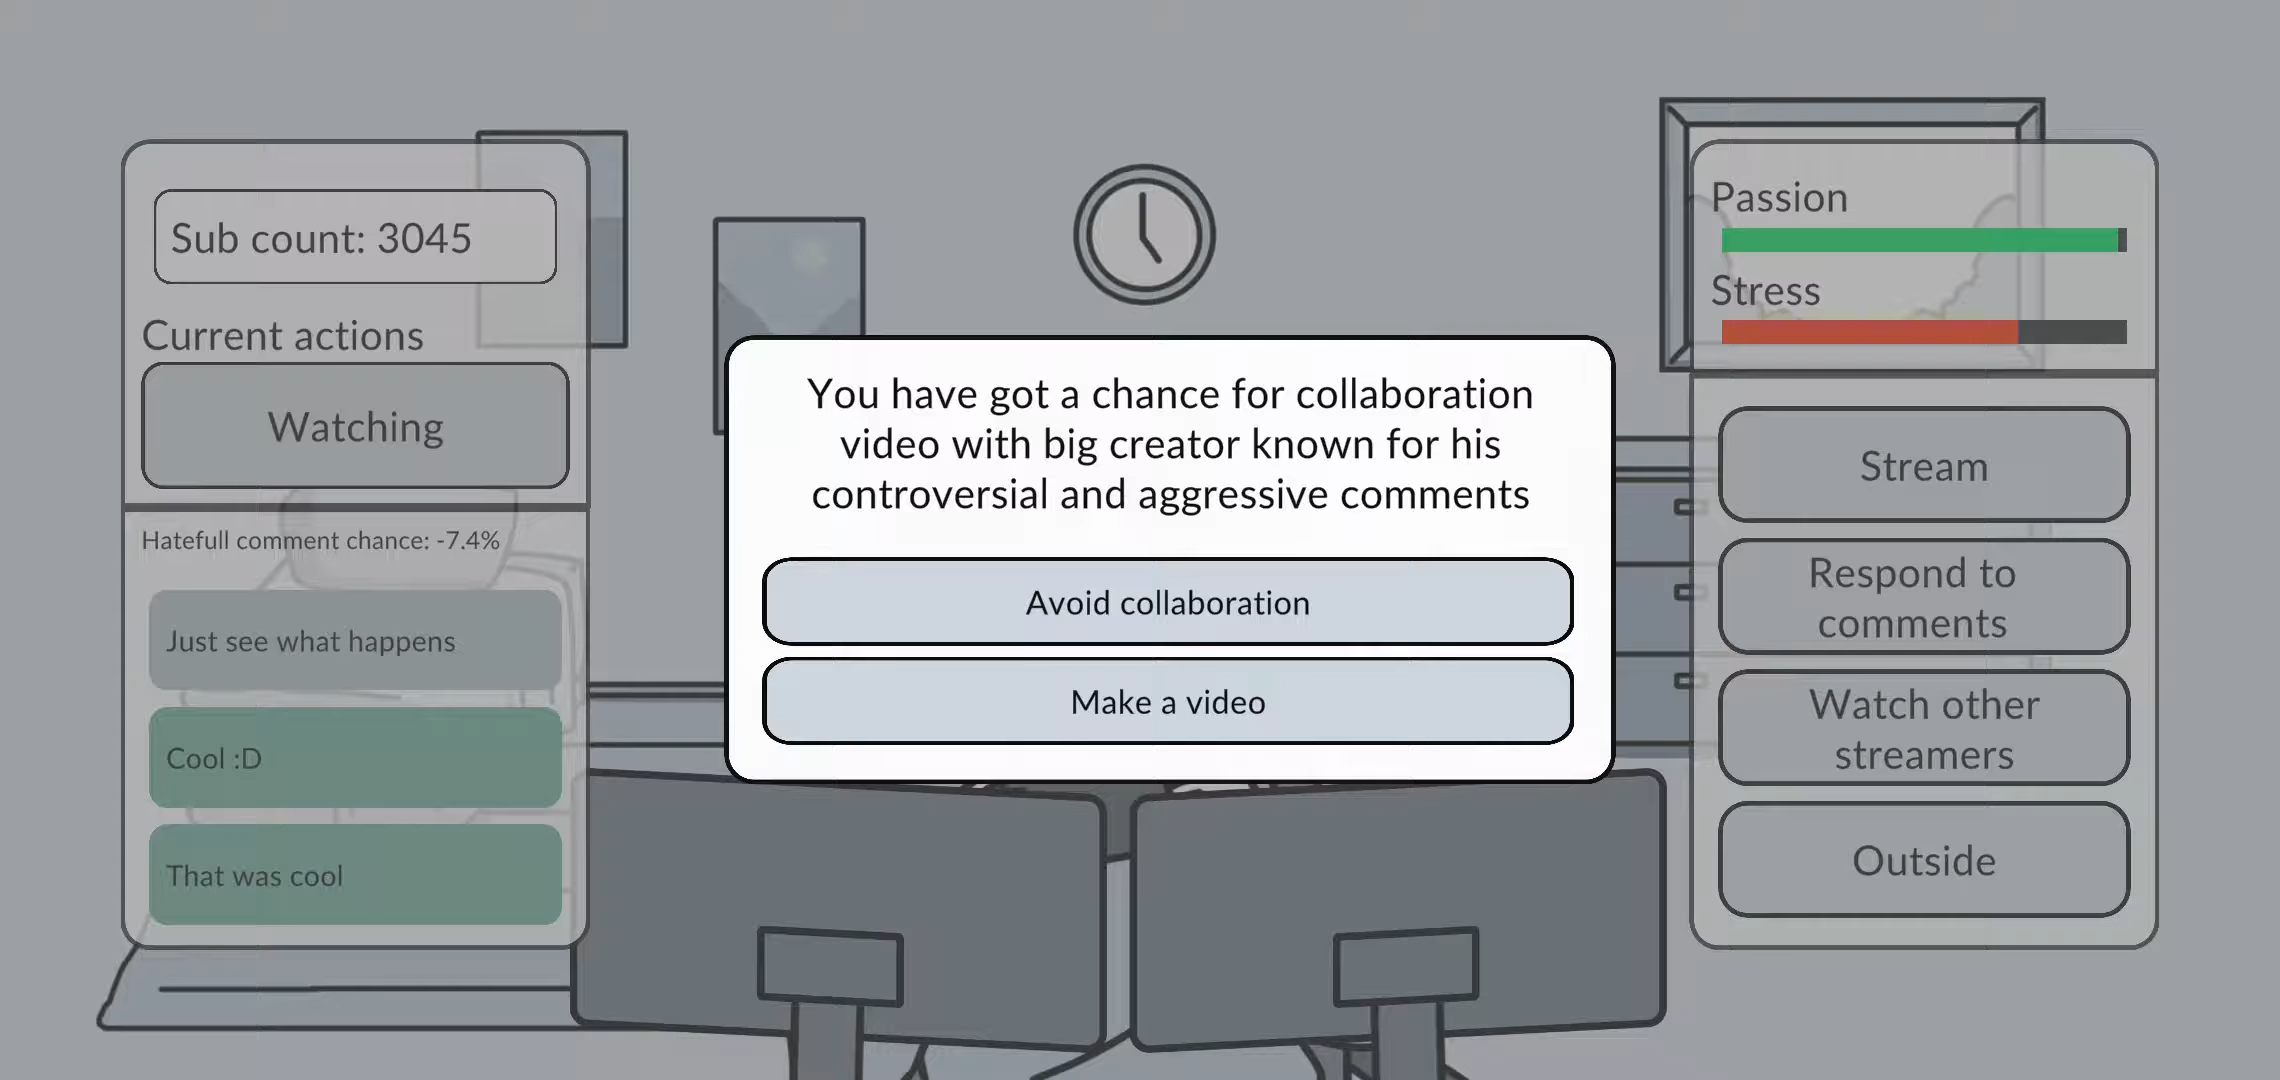 Sub count: 3045
Current actions
Watching
Hatefull comment chance: -7.4%
Just see what happens
Cool :D
That was cool
You have got a chance for collaboration
video with big creator known for his
controversial and aggressive comments
Avoid collaboration
Make a video
Passion
Stress
Stream
Respond to
comments
Watch other
streamers
Outside